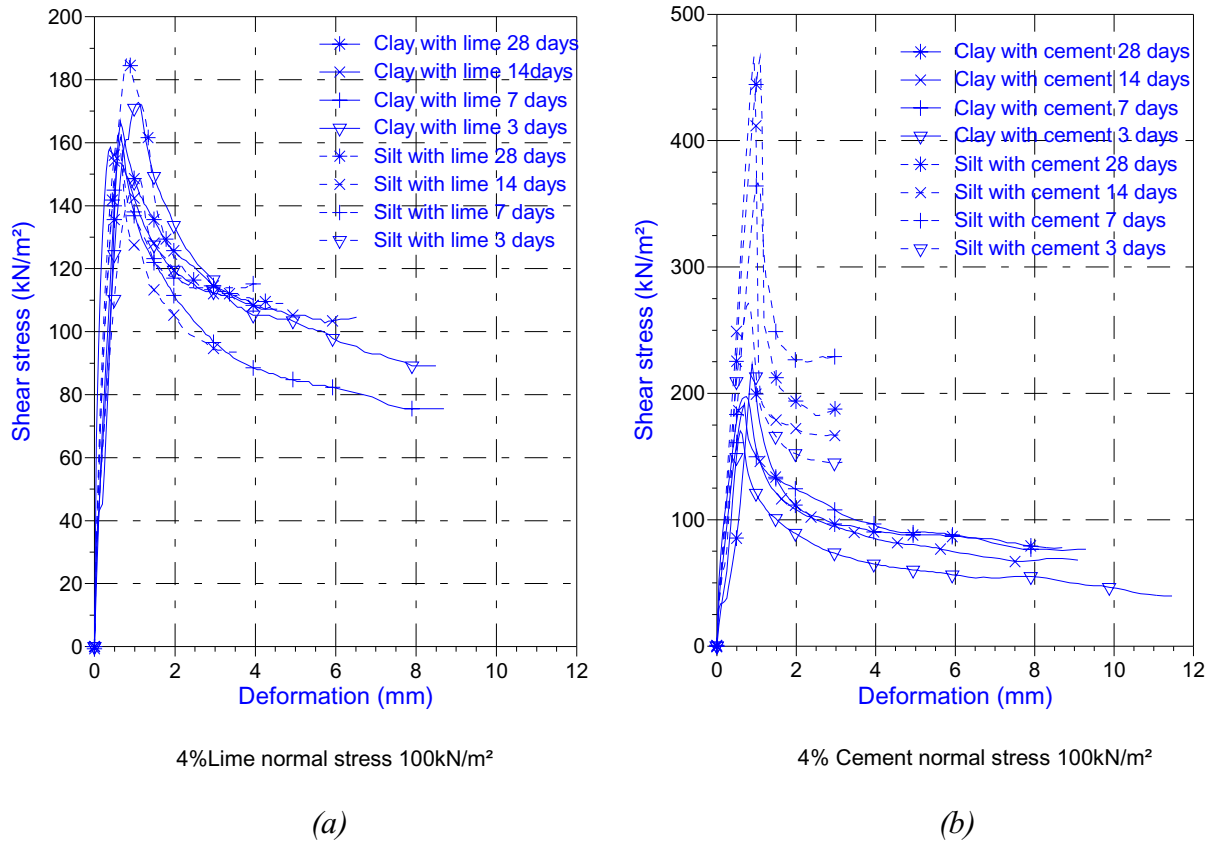 200
180
160
140
120
100
80
60
40
20
0
Shear stress (kN/m²)
Clay with lime 28 days
Clay with lime 14days
Clay with lime 7 days
Clay with lime 3 days
Silt with lime 28 days
Silt with lime 14 days
Silt with lime 7 days
Silt with lime 3 days
0 2 4 6 8 10 12
Deformation (mm)
4%Lime normal stress 100kN/m²
(a)
500
400
300
200
100
0
Shear stress (kN/m²)
Clay with cement 28 days
Clay with cement 14 days
Clay with cement 7 days
Clay with cement 3 days
Silt with cement 28 days
Silt with cement 14 days
Silt with cement 7 days
Silt with cement 3 days
0 2 4 6 8 10 12
Deformation (mm)
4% Cement normal stress 100kN/m²
(b)